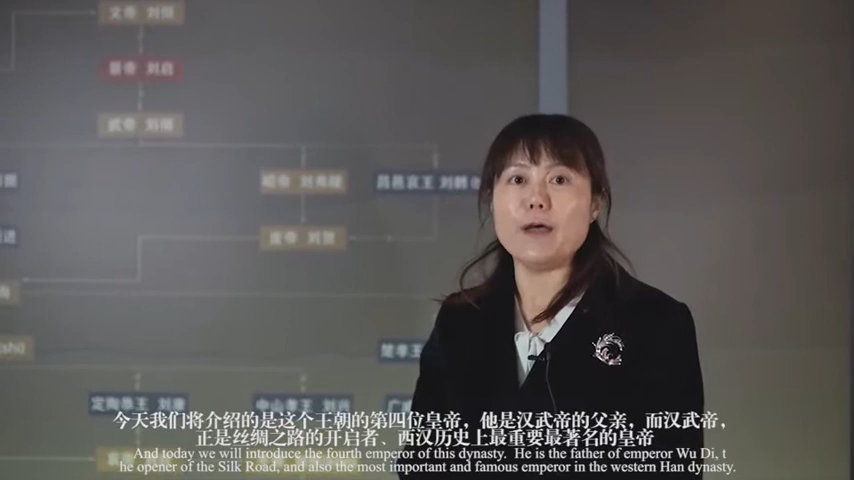 文帝 刘恒
景帝 刘启
武帝 刘彻
昭帝 刘弗陵
昌邑哀王 刘髆
废帝 刘贺
楚孝王
定陶恭王 刘康
中山孝王 刘兴
今天我们将介绍的是这个王朝的第四位皇帝，他是汉武帝的父亲，而汉武帝，
正是丝绸之路的开启者、西汉历史上最重要最著名的皇帝
And today we will introduce the fourth emperor of this dynasty.  He is the father of emperor Wu Di, t
he opener of the Silk Road, and also the most important and famous emperor in the western Han dynasty.